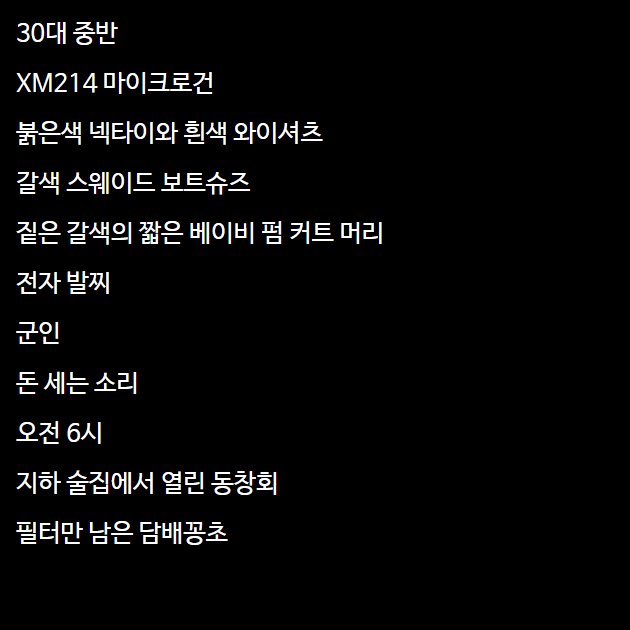 30대 중반
XM214 마이크로건
붉은색 넥타이와 흰색 와이셔츠
갈색 스웨이드 보트슈즈
짙은 갈색의 짧은 베이비 펌 커트 머리
전자 발찌
군인
돈 세는 소리
오전 6시
지하 술집에서 열린 동창회
필터만 남은 담배꽁초